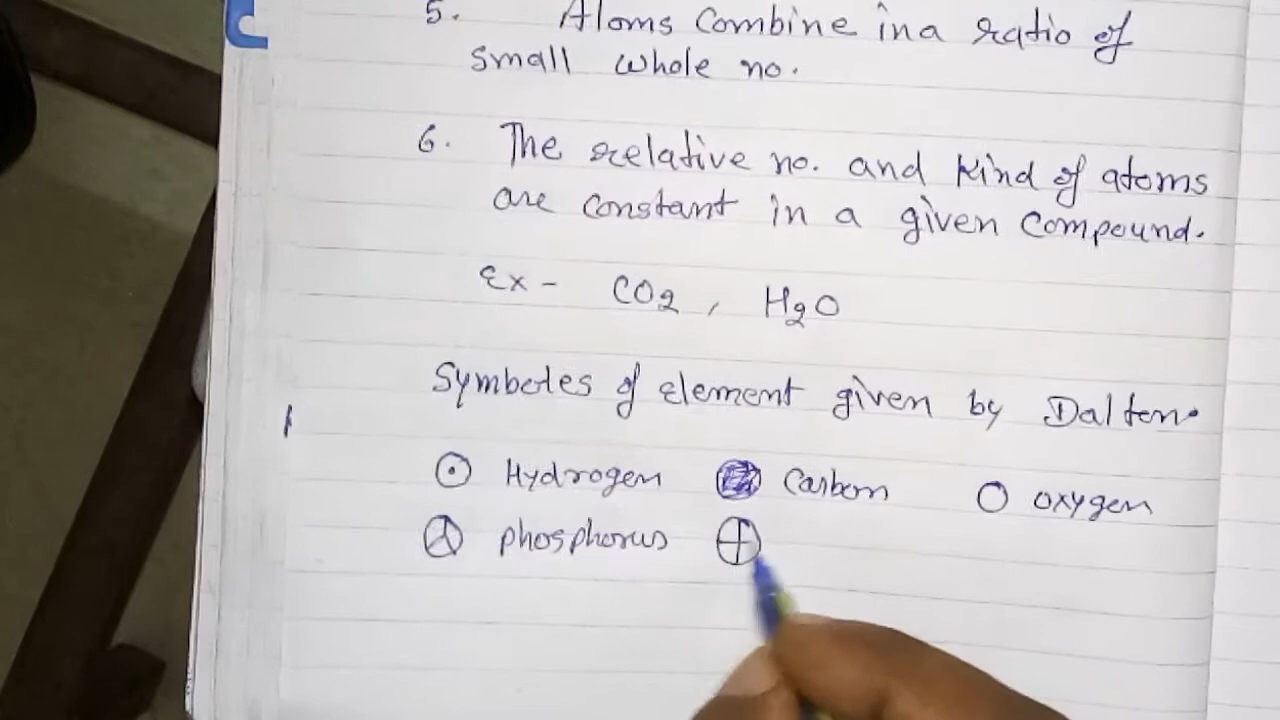 5. Atoms combine in a ratio of
small whole no.
6. The relative no. and kind of atoms
are constant in a given compound.
Ex - CO2, H2O
Symboles of element given by Dalton.
Hydrogen Carbon oxygen
phosphorus